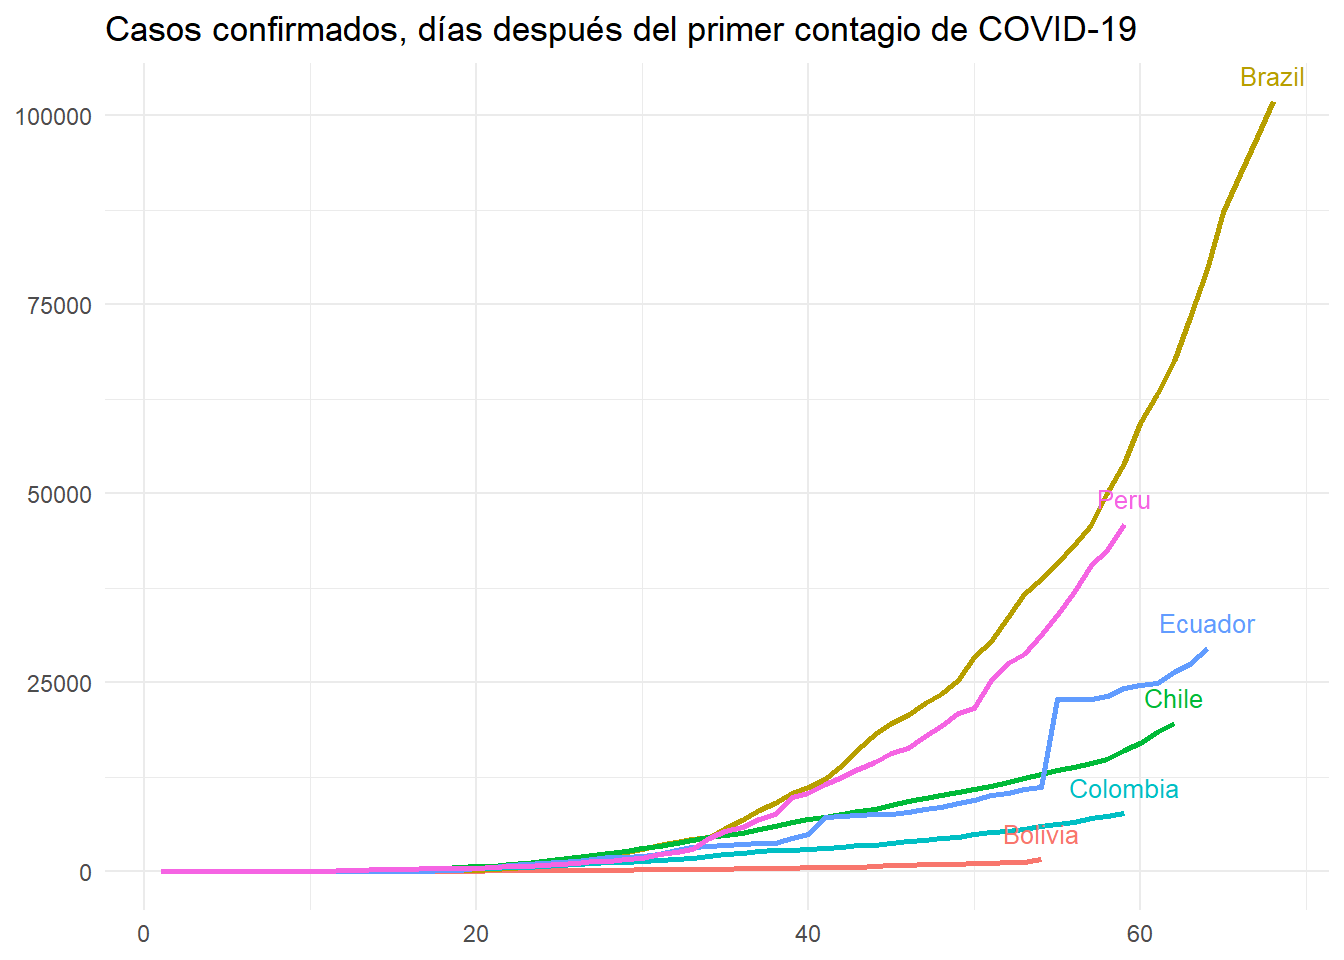 Casos confirmados, días después del primer contagio de COVID-19
Brazil
100000
75000
50000
Peru
Ecuador
25000
Chile
Colombia
Bolivia
0
0 20 40 60